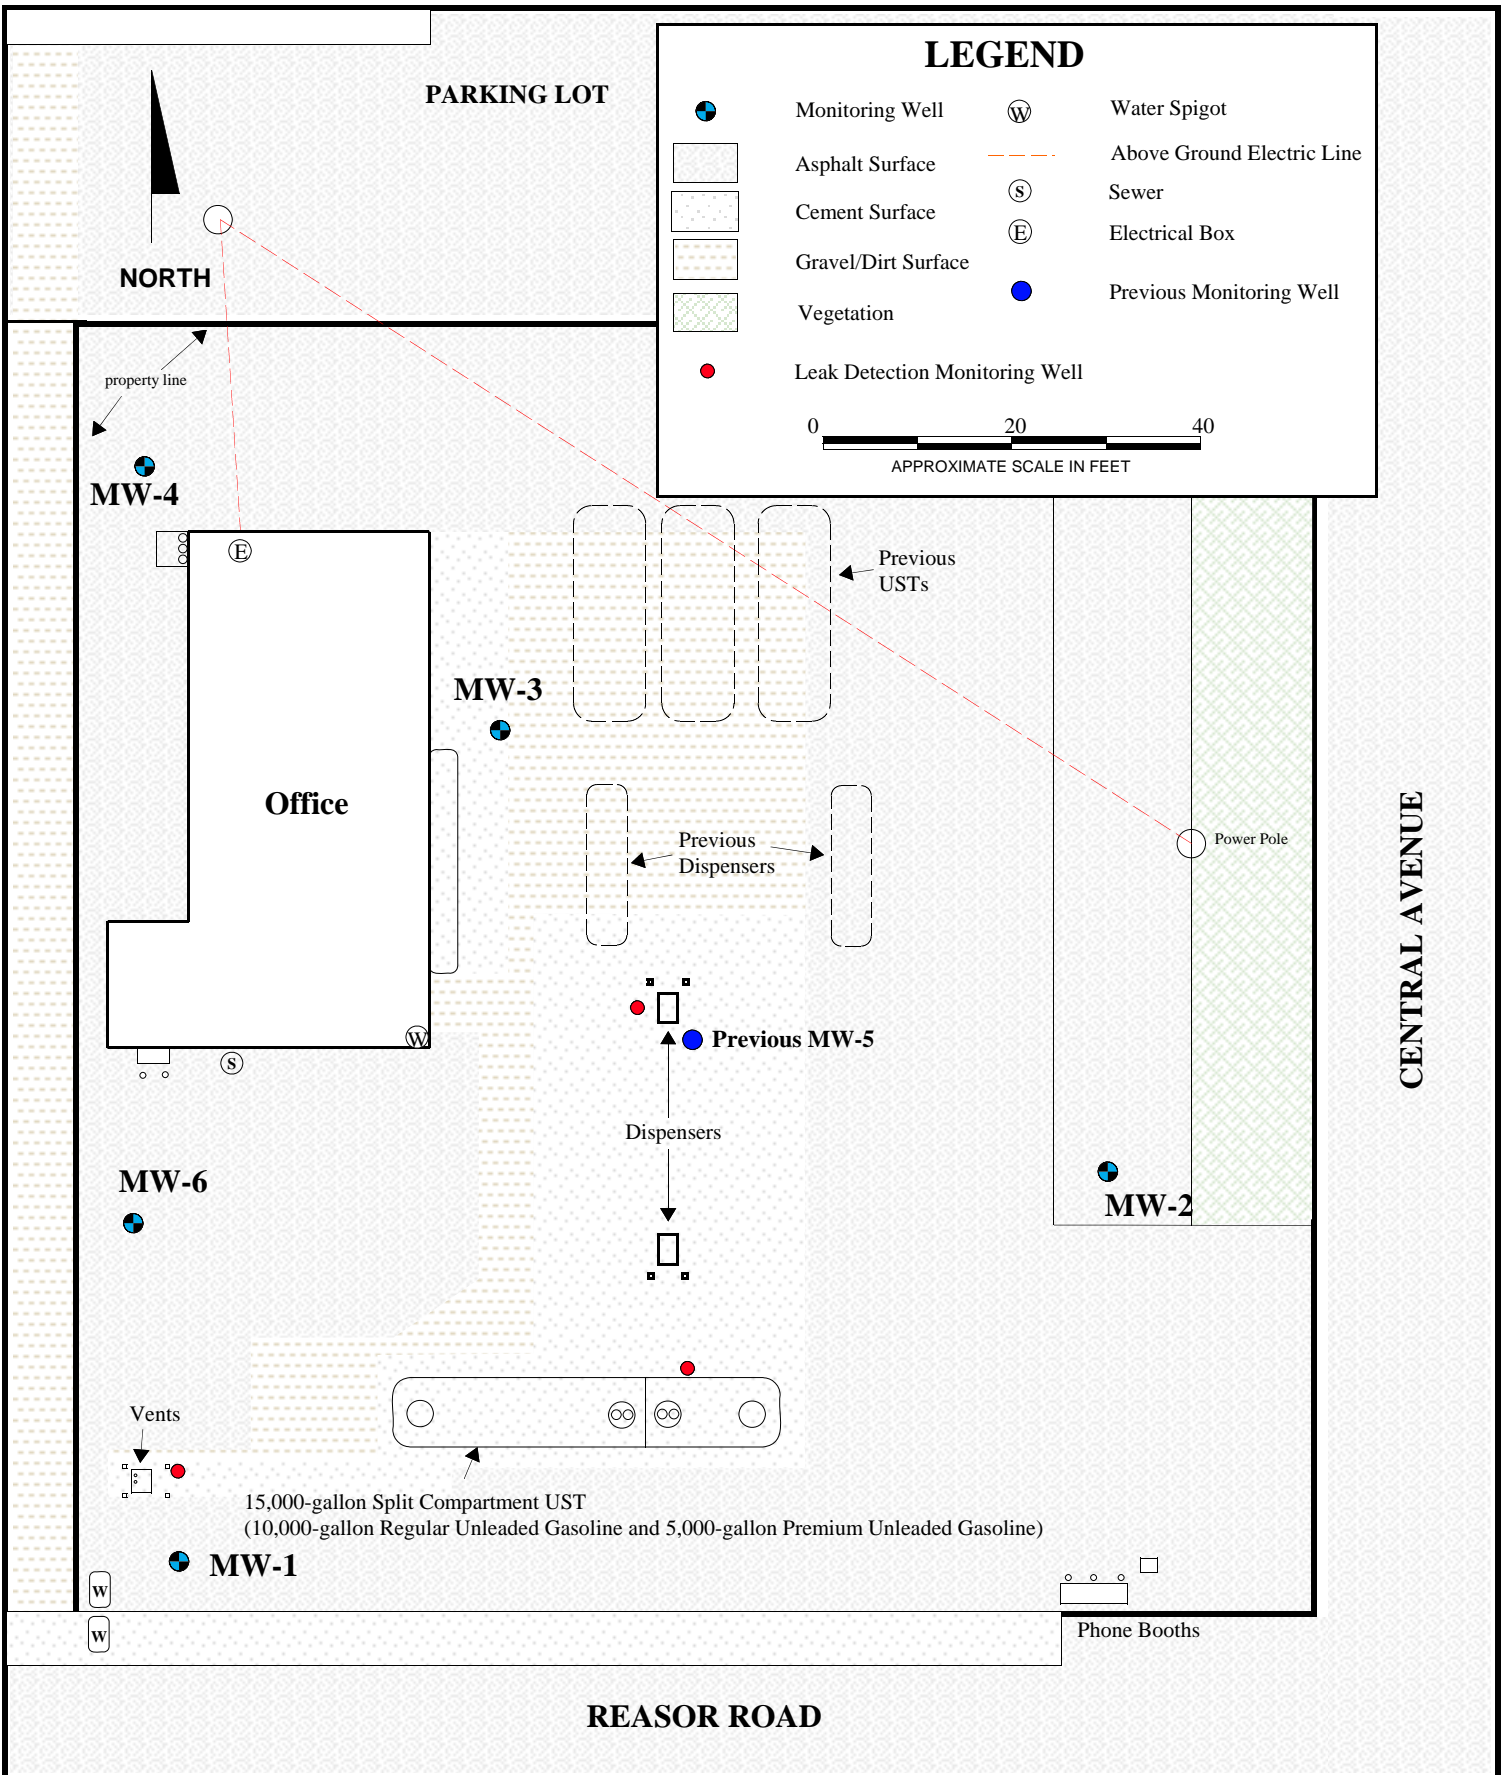 LEGEND
PARKING LOT
Monitoring Well
W
Water Spigot
Asphalt Surface
Above Ground Electric Line
Cement Surface
S
Sewer
E
Electrical Box
Gravel/Dirt Surface
Previous Monitoring Well
Vegetation
Leak Detection Monitoring Well
0 20 40
APPROXIMATE SCALE IN FEET
NORTH
property line
MW-4
E
Previous
USTs
MW-3
Office
Previous
Dispensers
Power Pole
CENTRAL AVENUE
W
Previous MW-5
S
Dispensers
MW-6
MW-2
Vents
15,000-gallon Split Compartment UST
(10,000-gallon Regular Unleaded Gasoline and 5,000-gallon Premium Unleaded Gasoline)
MW-1
W
W
Phone Booths
REASOR ROAD